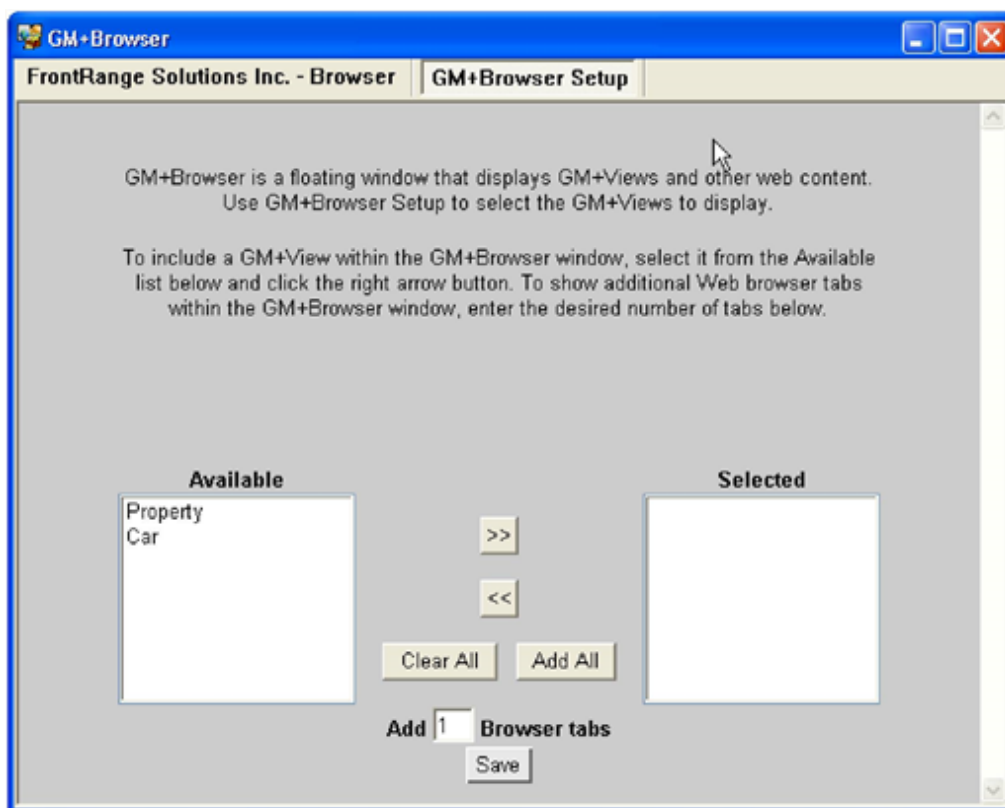 GM+Browser
FrontRange Solutions Inc. - Browser GM+Browser Setup
GM+Browser is a floating window that displays GM+Views and other web content.
Use GM+Browser Setup to select the GM+Views to display.
To include a GM+View within the GM+Browser window, select it from the Available
list below and click the right arrow button. To show additional Web browser tabs
within the GM+Browser window, enter the desired number of tabs below.
Available
Selected
Property
Car
>>
<<
Clear All Add All
Add 1 Browser tabs
Save